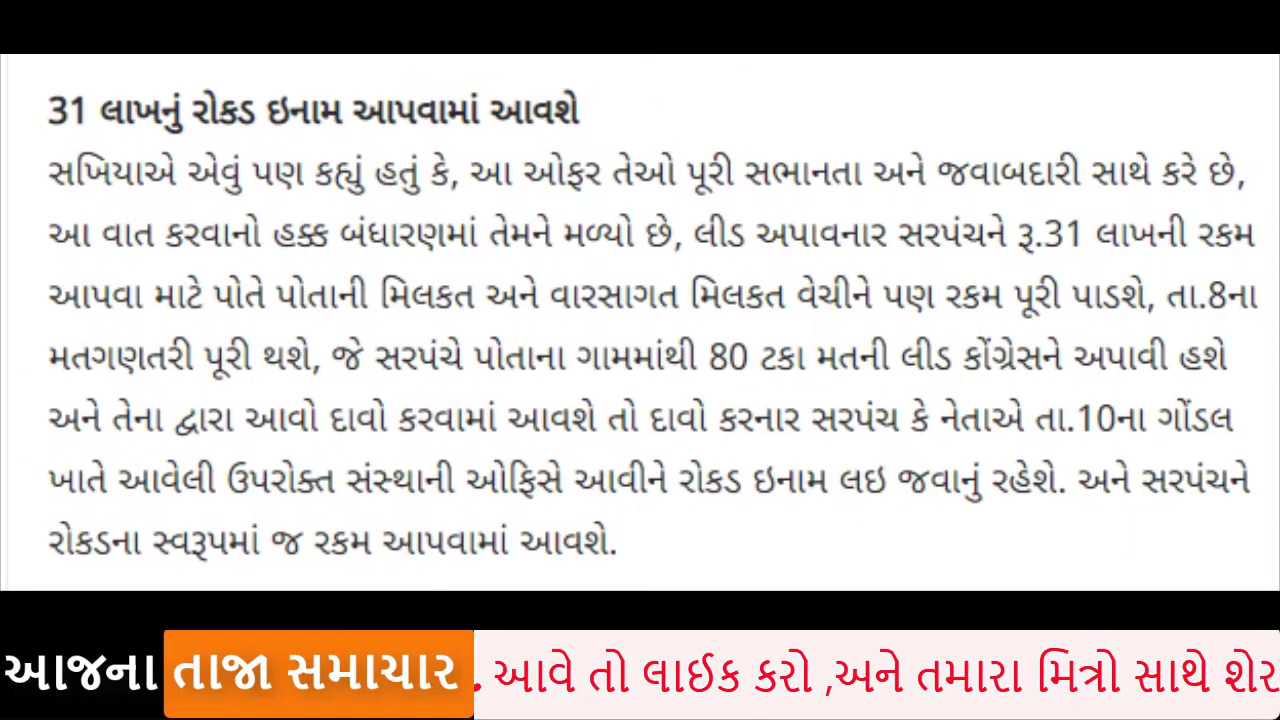 31 લાખનું રોકડ ઇનામ આપવામાં આવશે
સખિયાએ એવું પણ કહ્યું હતું કે, આ ઓફર તેઓ પૂરી સભાનતા અને જવાબદારી સાથે કરે છે,
આ વાત કરવાનો હક્ક બંધારણમાં તેમને મળ્યો છે, લીડ અપાવનાર સરપંચને રૂ.31 લાખની રકમ
આપવા માટે પોતે પોતાની મિલકત અને વારસાગત મિલકત વેચીને પણ રકમ પૂરી પાડશે, તા.8ના
મતગણતરી પૂરી થશે, જે સરપંચે પોતાના ગામમાંથી 80 ટકા મતની લીડ કોંગ્રેસને અપાવી હશે
અને તેના દ્વારા આવો દાવો કરવામાં આવશે તો દાવો કરનાર સરપંચ કે નેતાએ તા.10ના ગોંડલ
ખાતે આવેલી ઉપરોક્ત સંસ્થાની ઓફિસે આવીને રોકડ ઇનામ લઇ જવાનું રહેશે. અને સરપંચને
રોકડના સ્વરૂપમાં જ રકમ આપવામાં આવશે.
આજના તાજા સમાચાર . આવે તો લાઈક કરો ,અને તમારા મિત્રો સાથે શેર